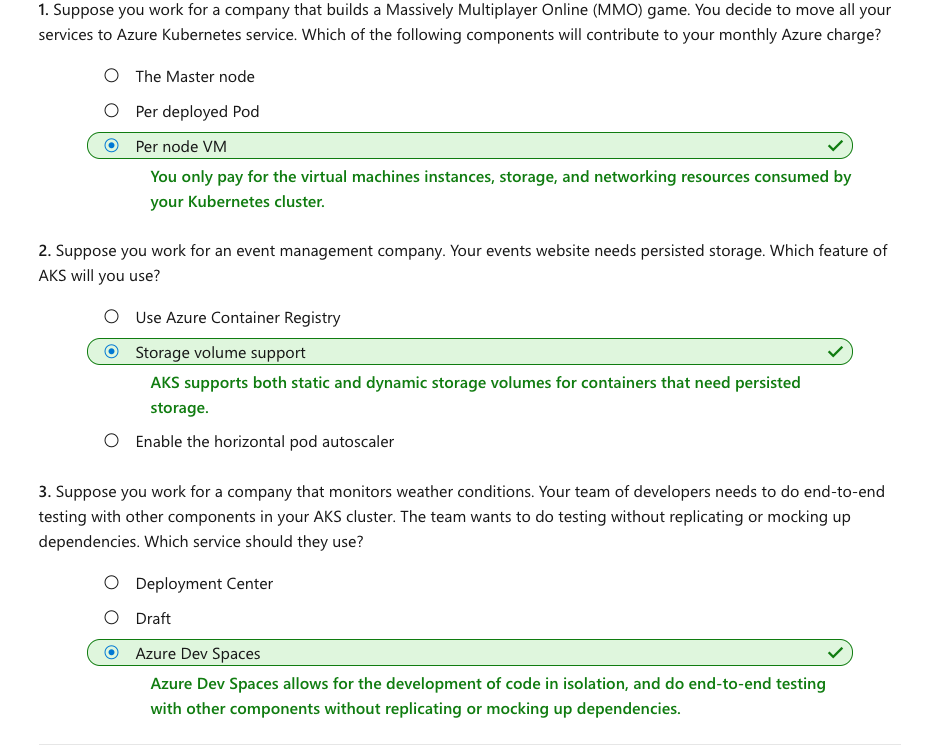 1. Suppose you work for a company that builds a Massively Multiplayer Online (MMO) game. You decide to move all your
services to Azure Kubernetes service. Which of the following components will contribute to your monthly Azure charge?
The Master node
Per deployed Pod
Per node VM
You only pay for the virtual machines instances, storage, and networking resources consumed by
your Kubernetes cluster.
2. Suppose you work for an event management company. Your events website needs persisted storage. Which feature of
AKS will you use?
Use Azure Container Registry
Storage volume support
AKS supports both static and dynamic storage volumes for containers that need persisted
storage.
Enable the horizontal pod autoscaler
3. Suppose you work for a company that monitors weather conditions. Your team of developers needs to do end-to-end
testing with other components in your AKS cluster. The team wants to do testing without replicating or mocking up
dependencies. Which service should they use?
Deployment Center
Draft
Azure Dev Spaces
Azure Dev Spaces allows for the development of code in isolation, and do end-to-end testing
with other components without replicating or mocking up dependencies.